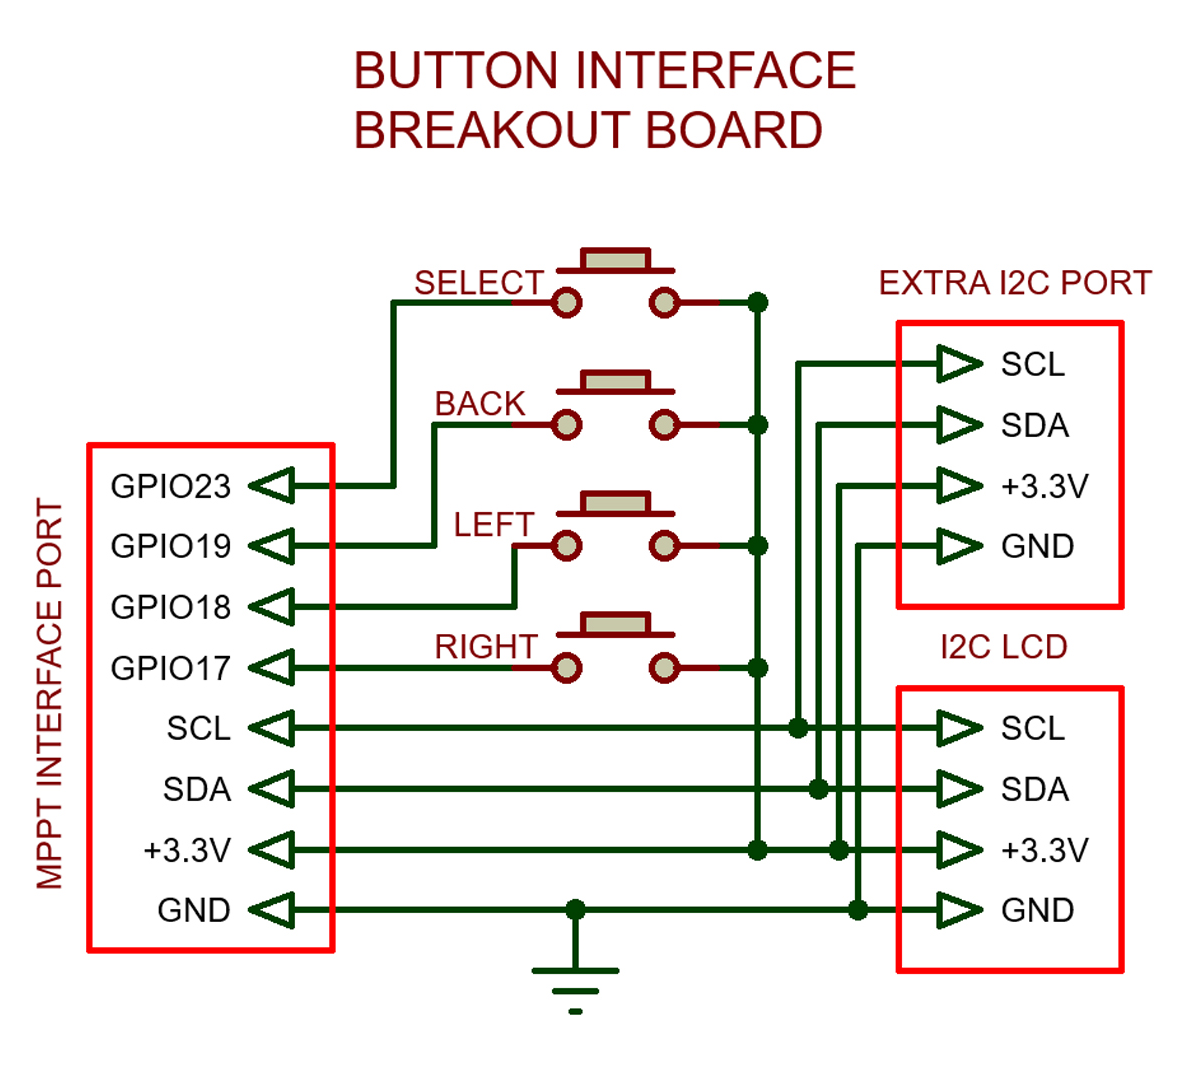 BUTTON INTERFACE
BREAKOUT BOARD
SELECT
BACK
LEFT
RIGHT
MPPT INTERFACE PORT
GPIO23
GPIO19
GPIO18
GPIO17
SCL
SDA
+3.3V
GND
EXTRA I2C PORT
SCL
SDA
+3.3V
GND
I2C LCD
SCL
SDA
+3.3V
GND